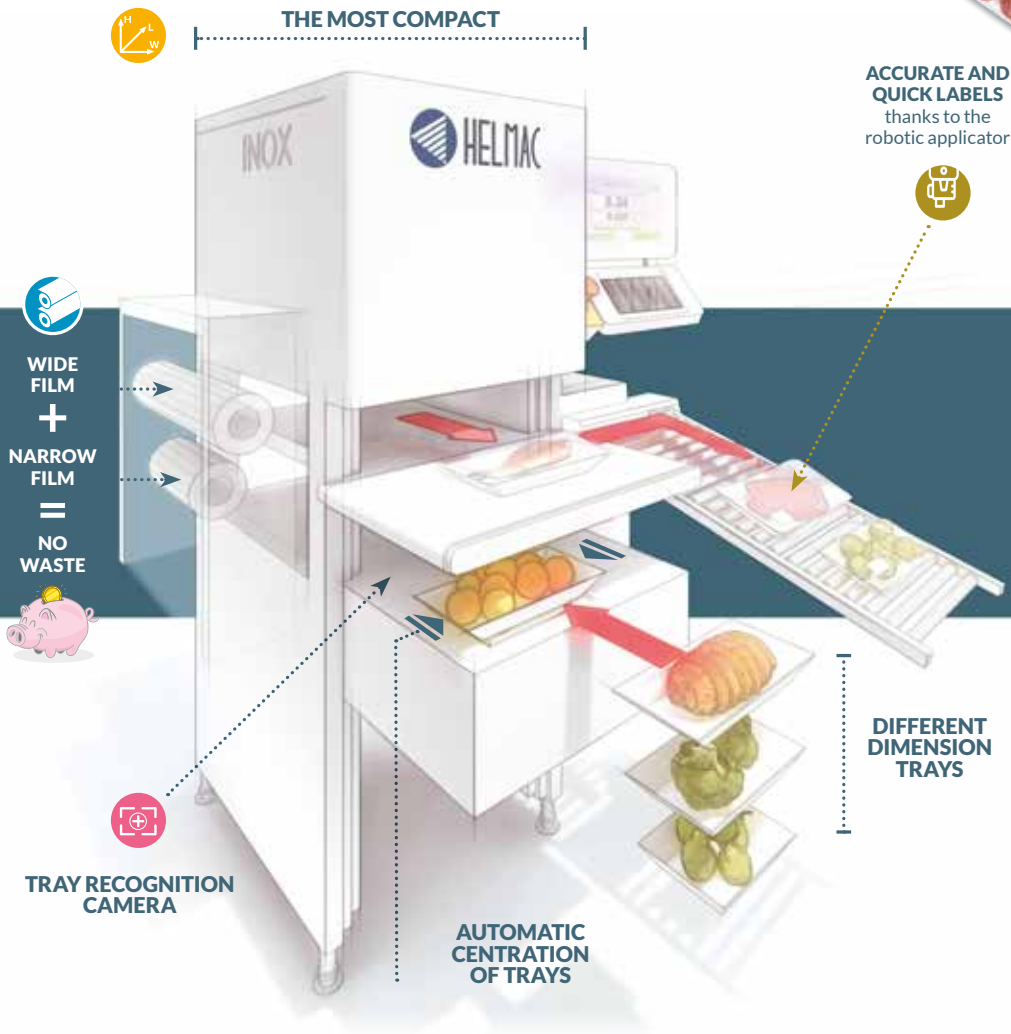 THE MOST COMPACT
H
L
W
ACCURATE AND
QUICK LABELS
thanks to the
robotic applicator
INOX
HELMAC
WIDE
FILM
+
NARROW
FILM
=
NO
WASTE
DIFFERENT
DIMENSION
TRAYS
TRAY RECOGNITION
CAMERA
AUTOMATIC
CENTRATION
OF TRAYS